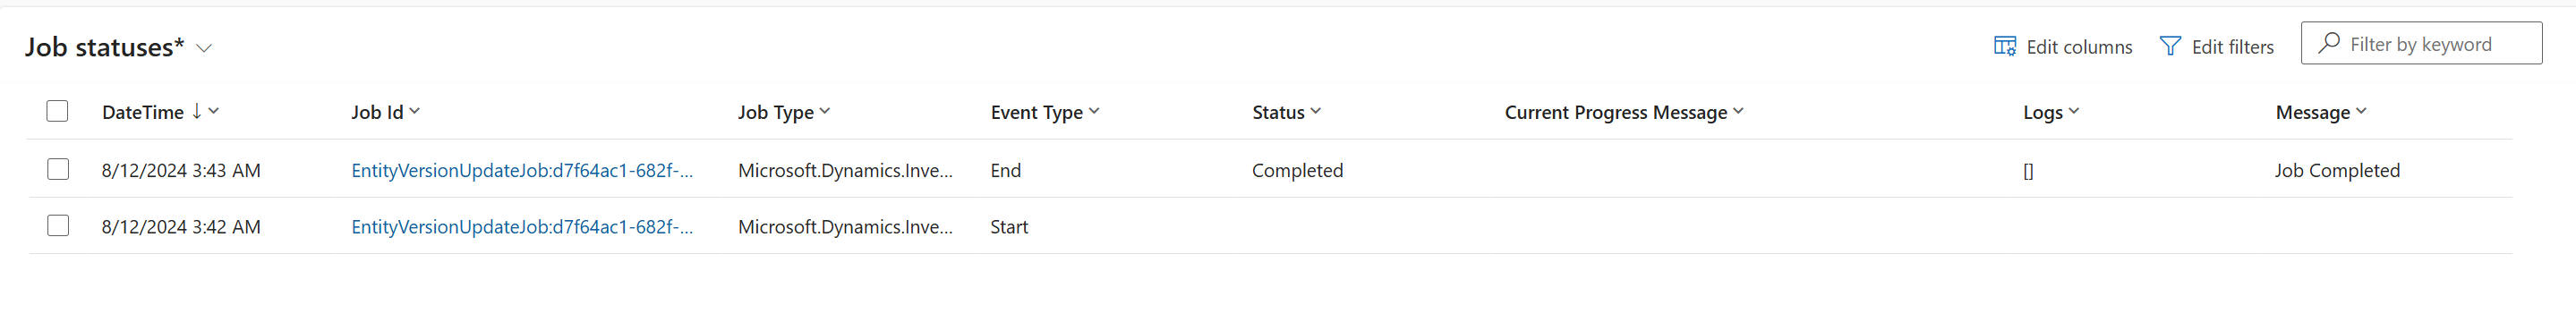 Job statuses*
Edit columns Edit filters Filter by keyword
DateTime Job Id Job Type Event Type Status Current Progress Message Logs Message
8/12/2024 3:43 AM EntityVersionUpdateJob:d7f64ac1-682f-... Microsoft.Dynamics.Inve... End Completed [] Job Completed
8/12/2024 3:42 AM EntityVersionUpdateJob:d7f64ac1-682f-... Microsoft.Dynamics.Inve... Start